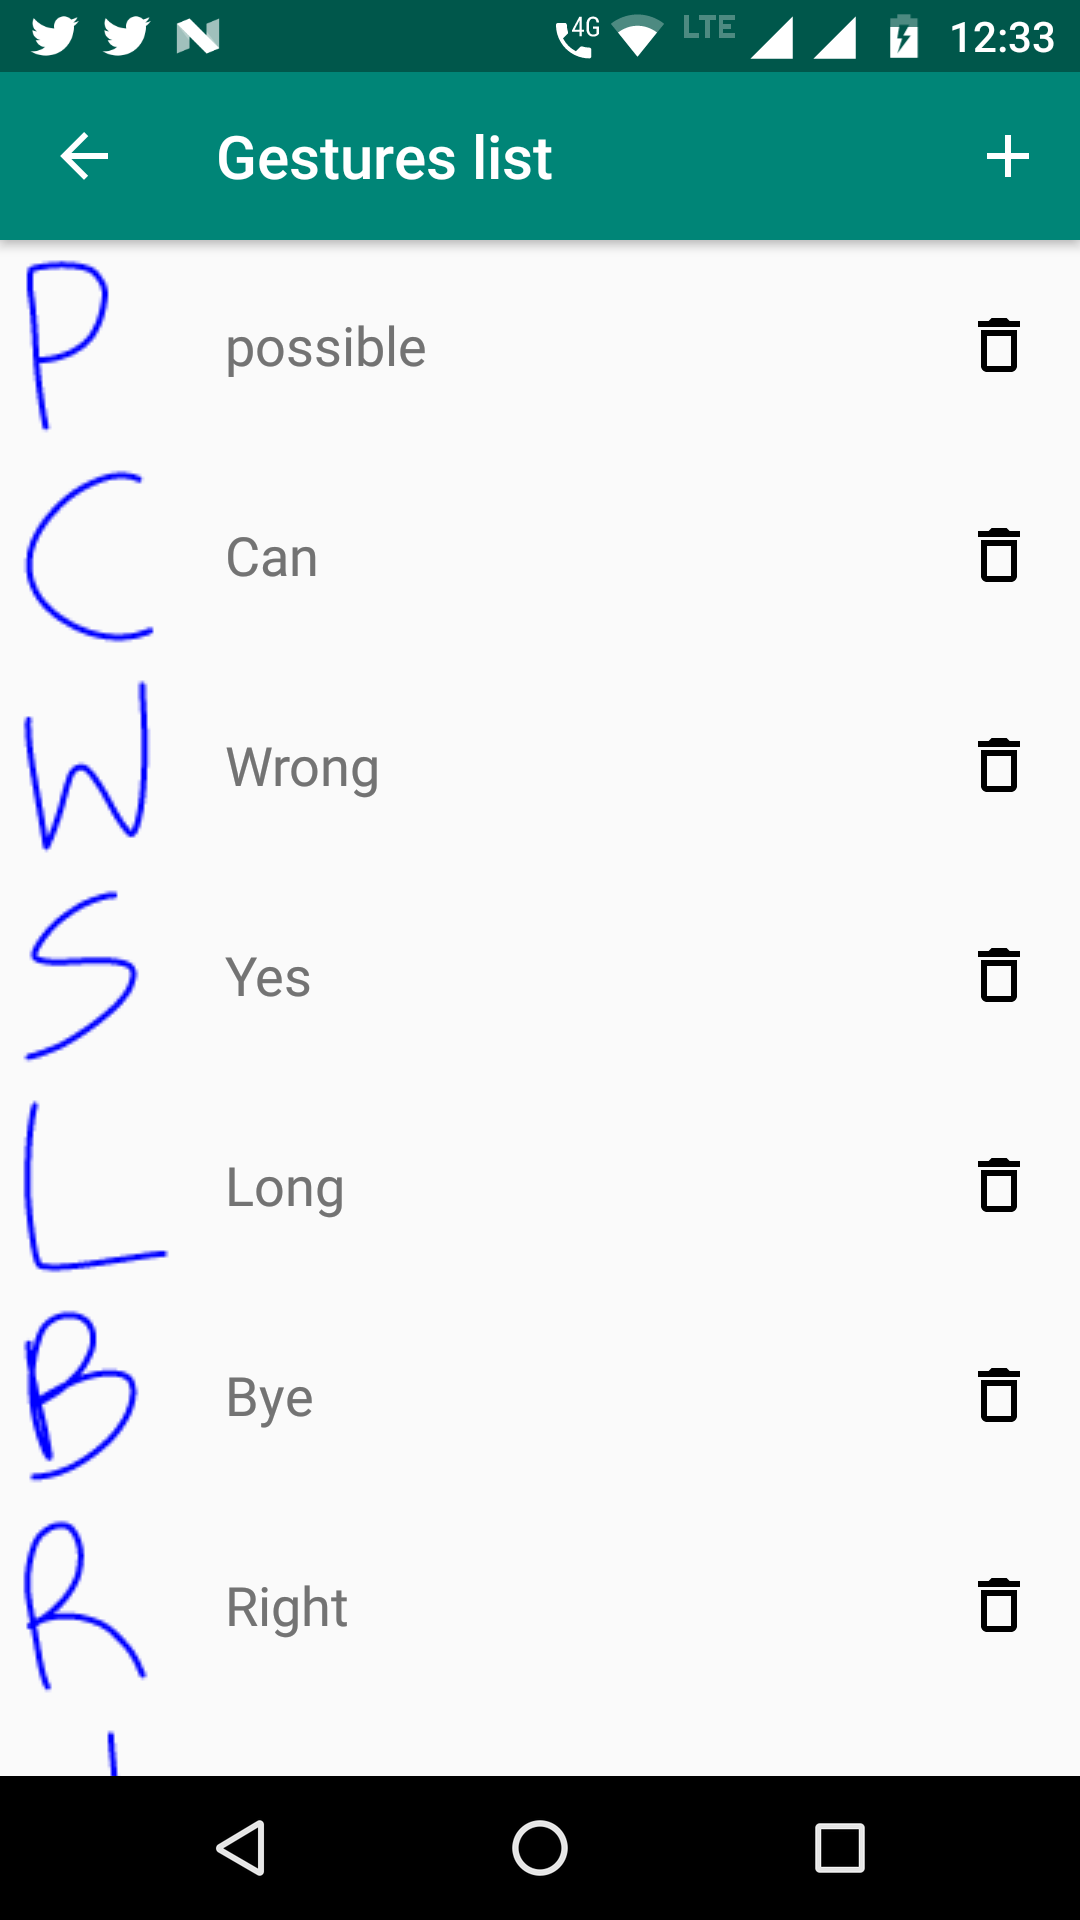 4G LTE 12:33
Gestures list
P possible
C Can
W Wrong
S Yes
L Long
B Bye
R Right